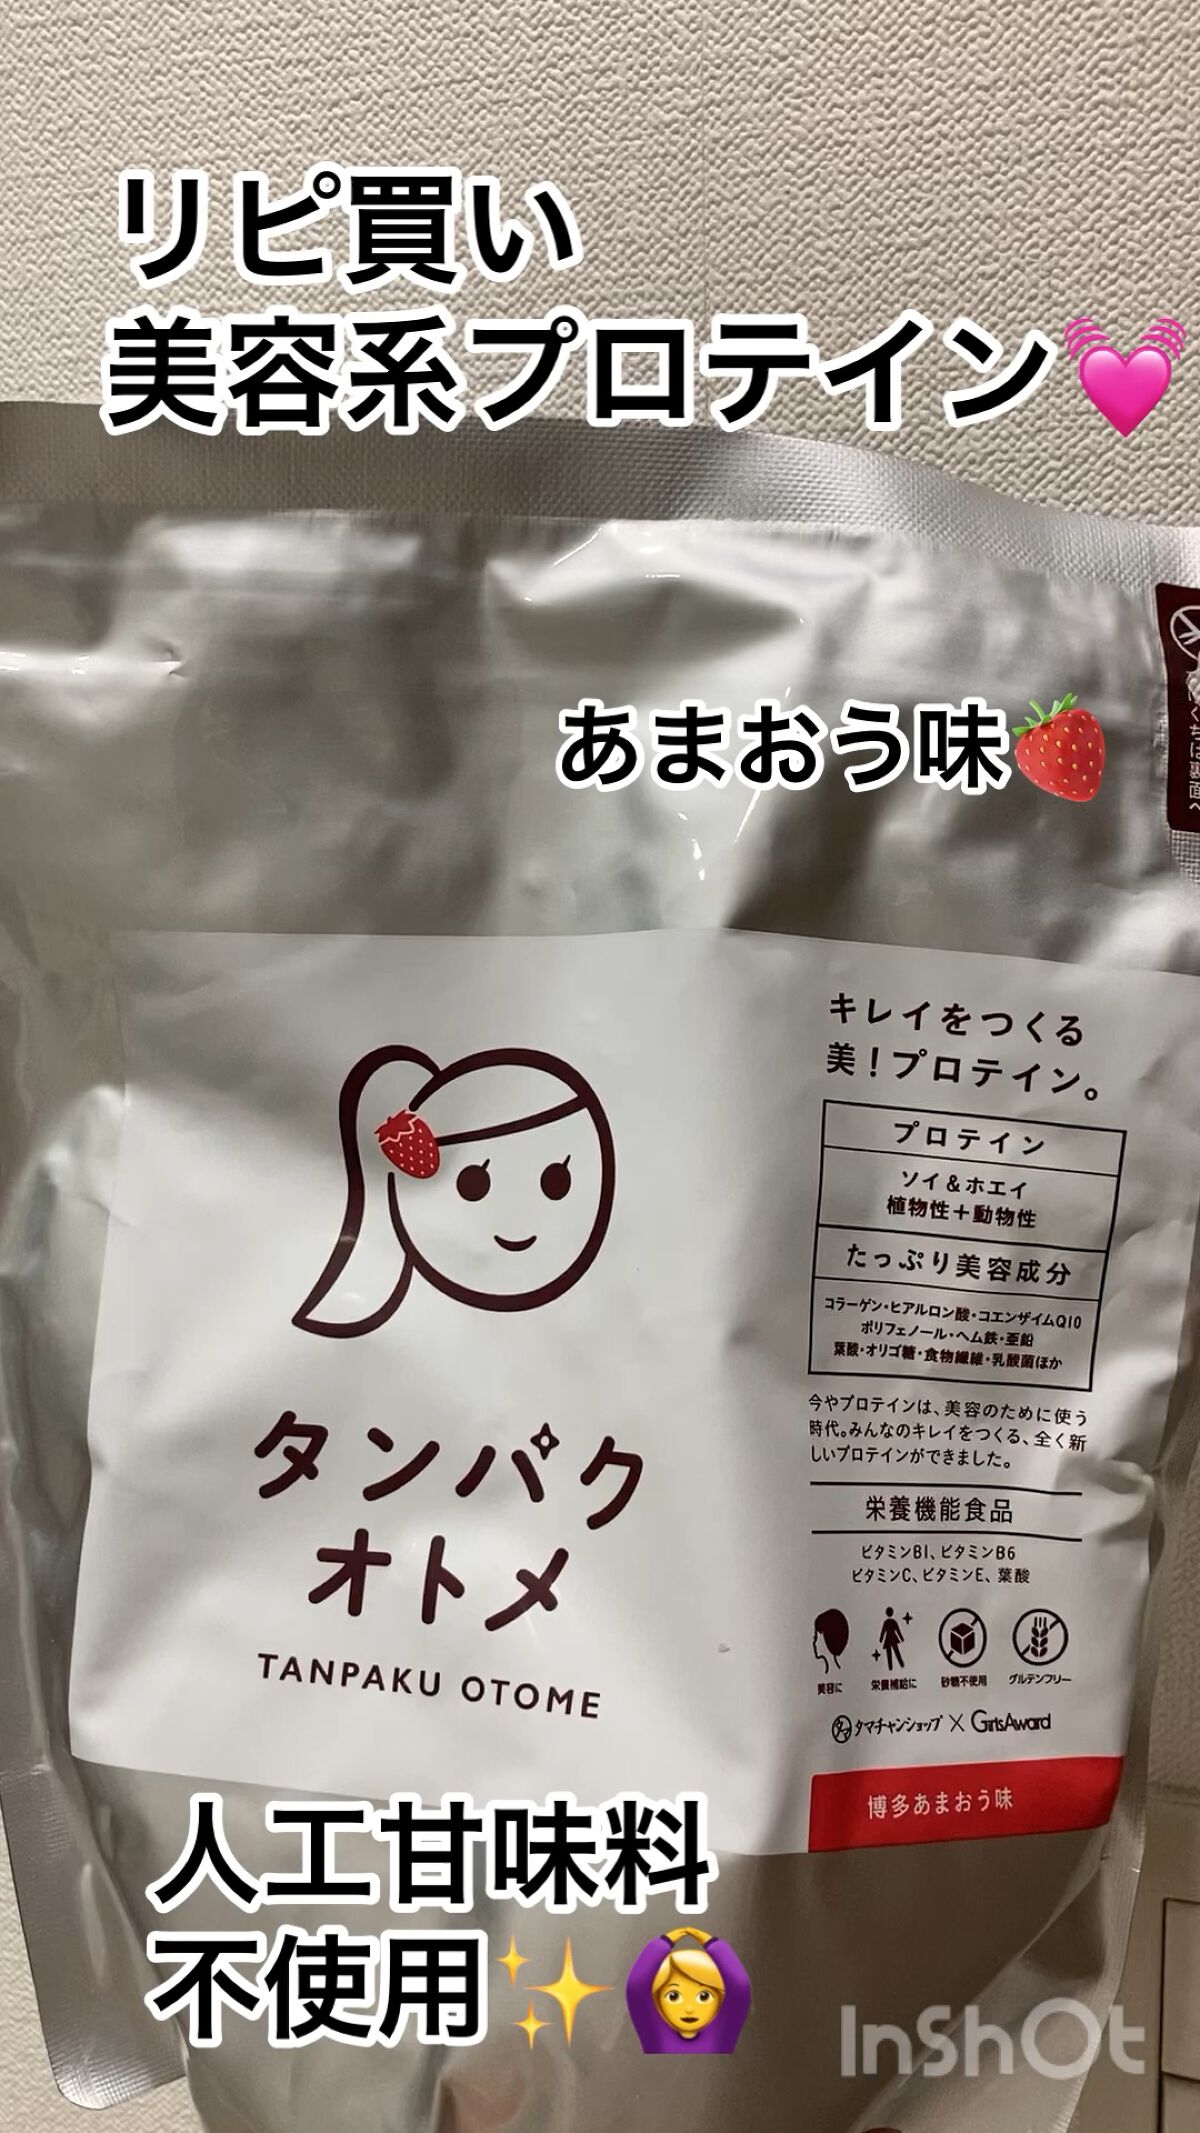 リピ買い
美容系プロテイン💓
あまおう味🍓
くちは裏面へ
キレイをつくる
美！プロテイン。
プロテイン
ソイ&ホエイ
植物性＋動物性
たっぷり美容成分
コラーゲン・ヒアルロン酸・コエンザイムQ10
ポリフェノール・ヘム鉄・亜鉛
葉酸・オリゴ糖・食物繊維・乳酸菌ほか
今やプロテインは、美容のために使う
時代。みんなのキレイをつくる、全く新
しいプロテインができました。
栄養機能食品
ビタミンB1、ビタミンB6
ビタミンC、ビタミンE、葉酸
美容に 栄養補給に 砂糖不使用 グルテンフリー
タマチャンショップ × GirlsAward
博多あまおう味
タンパク
オトメ
TANPAKU OTOME
人工甘味料
不使用✨🙆
InShOt